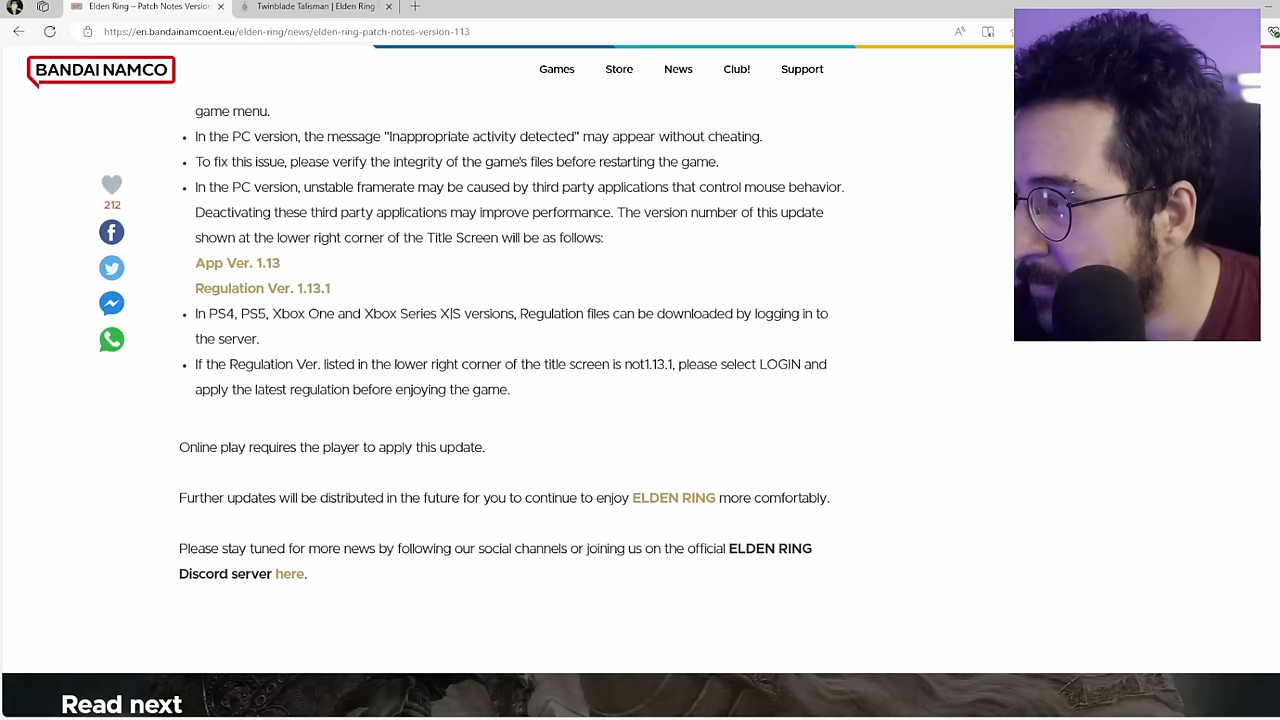 Elden Ring – Patch Notes Version
Twinblade Talisman | Elden Ring
https://en.bandainamcoent.eu/elden-ring/news/elden-ring-patch-notes-version-113
BANDAI NAMCO
Games
Store
News
Club!
Support
game menu.
In the PC version, the message "Inappropriate activity detected" may appear without cheating.
To fix this issue, please verify the integrity of the game's files before restarting the game.
In the PC version, unstable framerate may be caused by third party applications that control mouse behavior.
Deactivating these third party applications may improve performance. The version number of this update
shown at the lower right corner of the Title Screen will be as follows:
App Ver. 1.13
Regulation Ver. 1.13.1
In PS4, PS5, Xbox One and Xbox Series X|S versions, Regulation files can be downloaded by logging in to
the server.
If the Regulation Ver. listed in the lower right corner of the title screen is not1.13.1, please select LOGIN and
apply the latest regulation before enjoying the game.
212
Online play requires the player to apply this update.
Further updates will be distributed in the future for you to continue to enjoy ELDEN RING more comfortably.
Please stay tuned for more news by following our social channels or joining us on the official ELDEN RING
Discord server here.
Read next